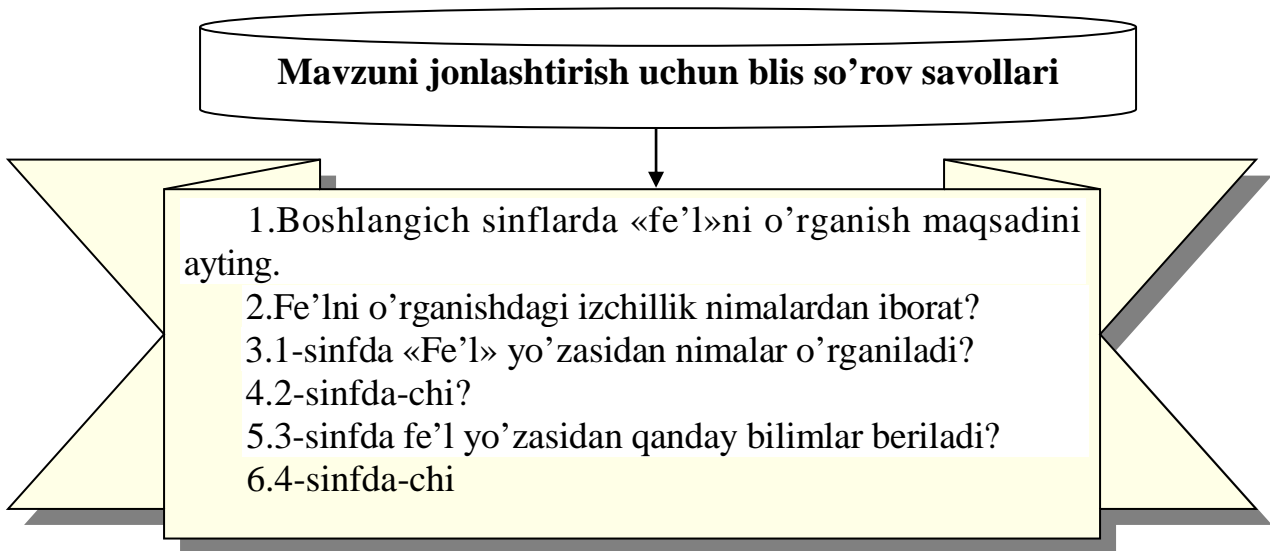 Mavzuni jonlashtirish uchun blis so’rov savollari
1.Boshlangich sinflarda «fe’l»ni o’rganish maqsadini
ayting.
2.Fe’lni o’rganishdagi izchillik nimalardan iborat?
3.1-sinfda «Fe’l» yo’zasidan nimalar o’rganiladi?
4.2-sinfda-chi?
5.3-sinfda fe’l yo’zasidan qanday bilimlar beriladi?
6.4-sinfda-chi